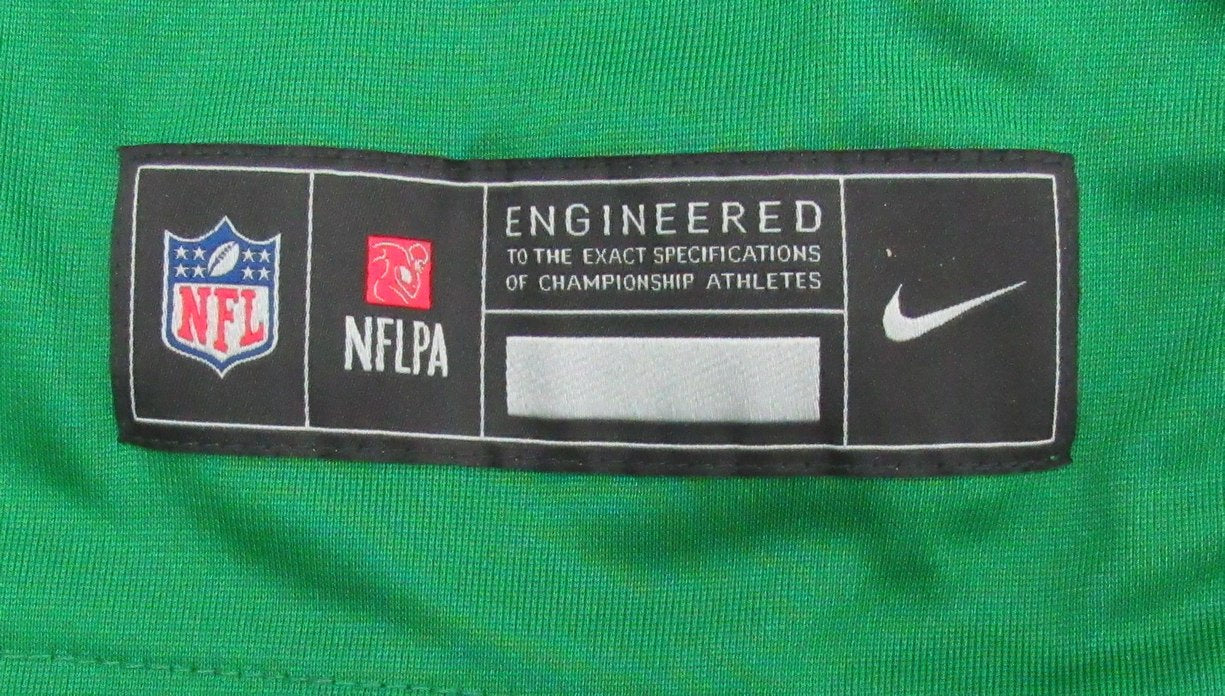 NFL
NFLPA
ENGINEERED
TO THE EXACT SPECIFICATIONS
OF CHAMPIONSHIP ATHLETES